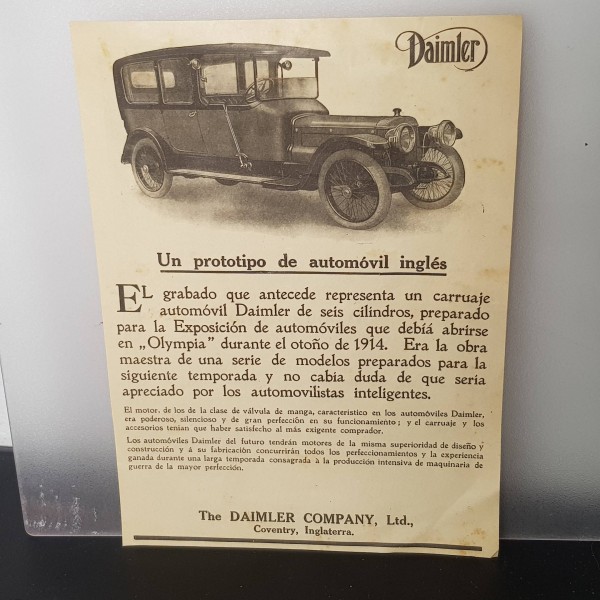 Daimler
Un prototipo de automóvil inglés
EL grabado que antecede representa un carruaje
automóvil Daimler de seis cilindros, preparado
para la Exposición de automóviles que debíá abrirse
en „Olympia” durante el otoño de 1914. Era la obra
maestra de una serie de modelos preparados para la
siguiente temporada y no cabía duda de que sería
apreciado por los automovilistas inteligentes.
El motor, de los de la clase de válvula de manga, característico en los automóviles Daimler,
era poderoso, silencioso y de gran perfección en su funcionamiento; y el carruaje y los
accesorios tenían que haber satisfecho al más exigente comprador.
Los automóviles Daimler del futuro tendrán motores de la misma superioridad de diseño y
construcción y á su fabricación concurrirán todos los perfeccionamientos y la experiencia
ganada durante una larga temporada consagrada à la producción intensiva de maquinaria de
guerra de la mayor perfección.
The DAIMLER COMPANY, Ltd.,
Coventry, Inglaterra.